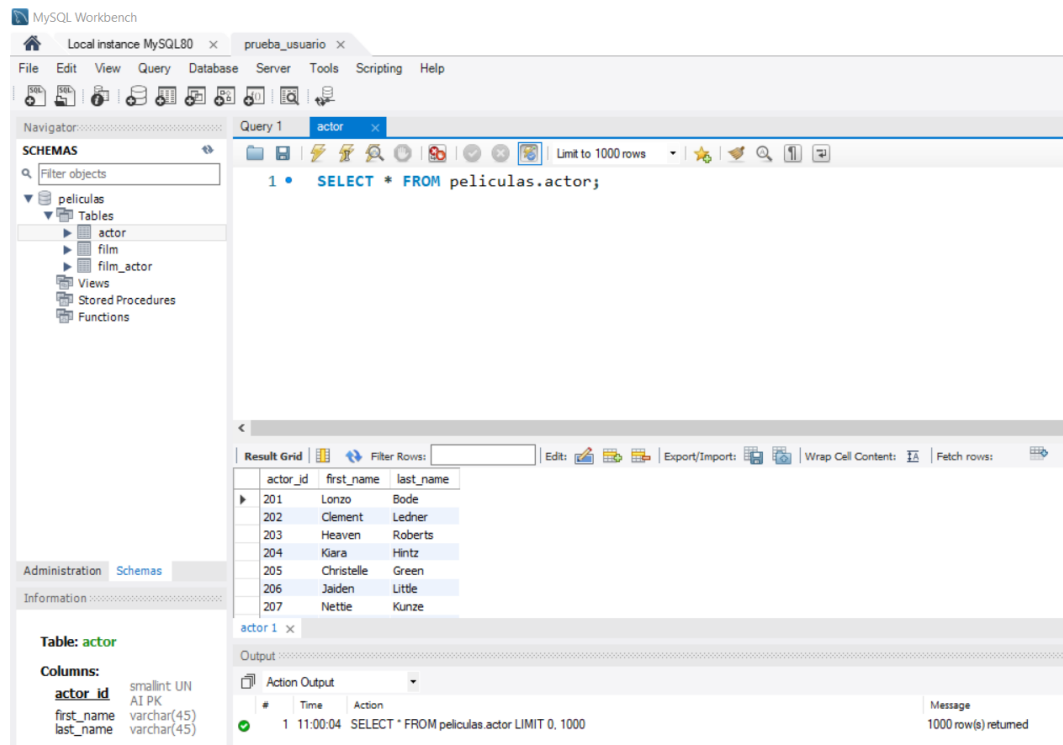 MySQL Workbench
Local instance MySQL80 prueba_usuario
File Edit View Query Database Server Tools Scripting Help
Navigator
SCHEMAS
Filter objects
peliculas
Tables
actor
film
film_actor
Views
Stored Procedures
Functions
Administration Schemas
Information
Table: actor
Columns:
actor_id smallint UN AI PK
first_name varchar(45)
last_name varchar(45)
Query 1 actor
Limit to 1000 rows
1 SELECT * FROM peliculas.actor;
Result Grid Filter Rows: Edit: Export/Import: Wrap Cell Content: Fetch rows:
actor_id first_name last_name
201 Lonzo Bode
202 Clement Ledner
203 Heaven Roberts
204 Kiara Hintz
205 Christelle Green
206 Jaiden Little
207 Nettie Kunze
actor 1
Output
Action Output
# Time Action Message
1 11:00:04 SELECT * FROM peliculas.actor LIMIT 0, 1000 1000 row(s) returned